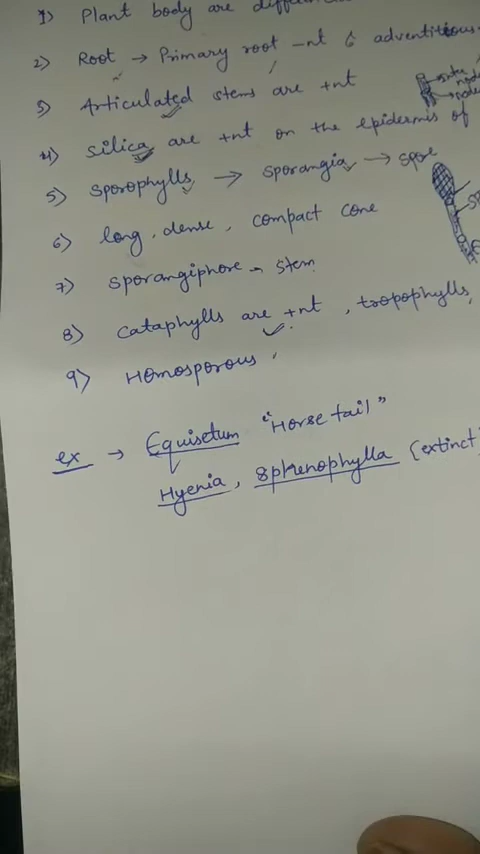 1) Plant body are
2) Root → Primary root -nt & adventitious
3) Articulated stems are +nt
4) silica are +nt on the epidermis of
5) sporophylls → sporangia → spore
6) long, dense, compact cone
7) sporangiphore → stem
8) cataphylls are +nt, tropophylls,
9) Homosporous
ex → Equisetum "Horse tail"
Hyenia, sphenophylla (extinct